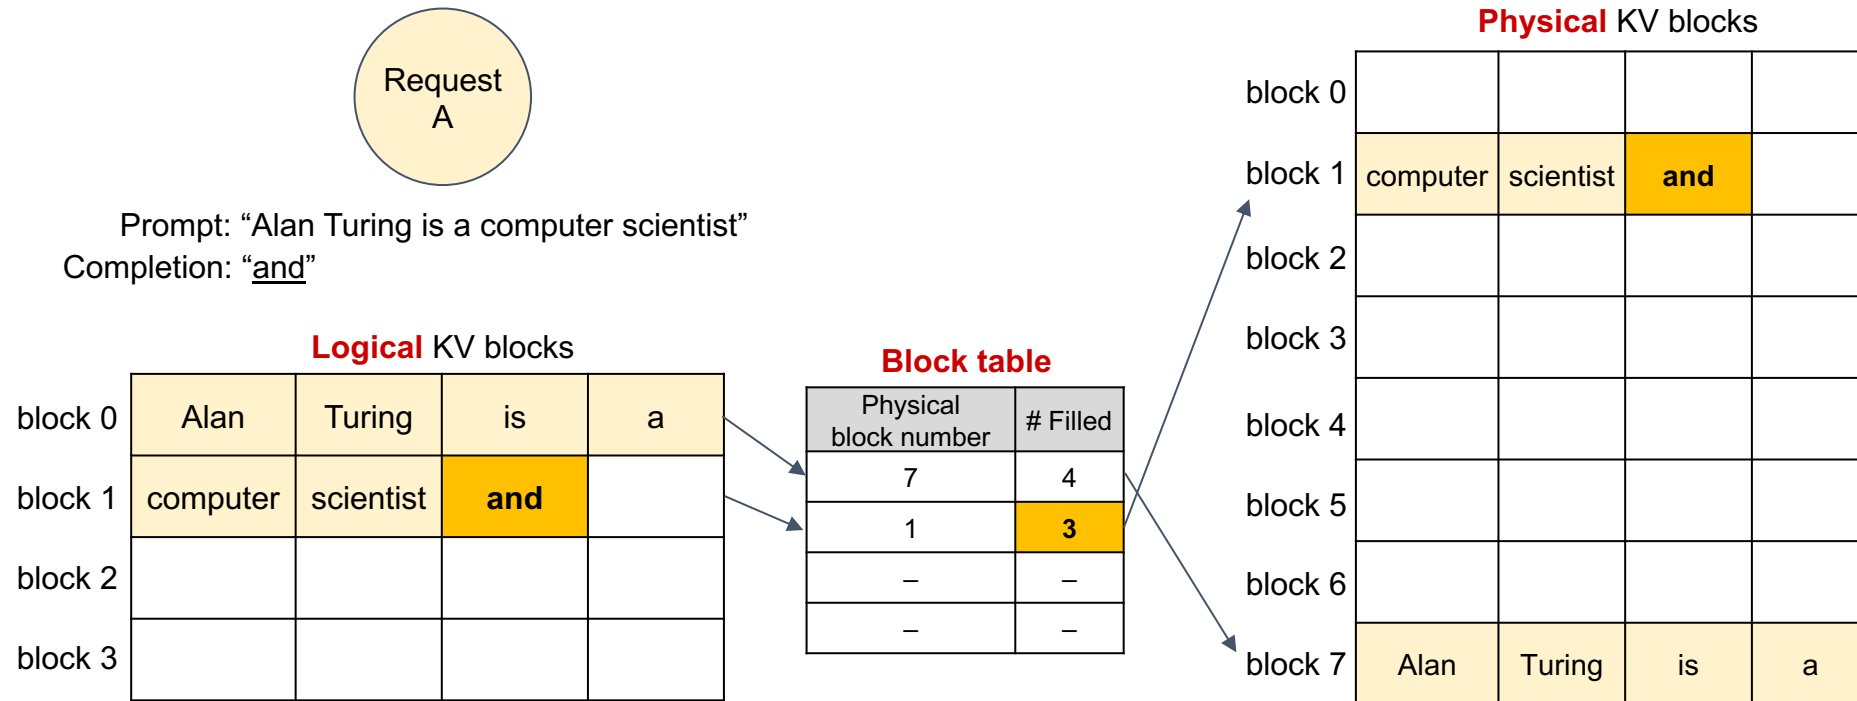 Request
A
Prompt: “Alan Turing is a computer scientist”
Completion: “and”
Logical KV blocks
block 0 Alan Turing is a
block 1 computer scientist and
block 2
block 3
Block table
Physical block number # Filled
7 4
1 3
– –
– –
Physical KV blocks
block 0
block 1 computer scientist and
block 2
block 3
block 4
block 5
block 6
block 7 Alan Turing is a